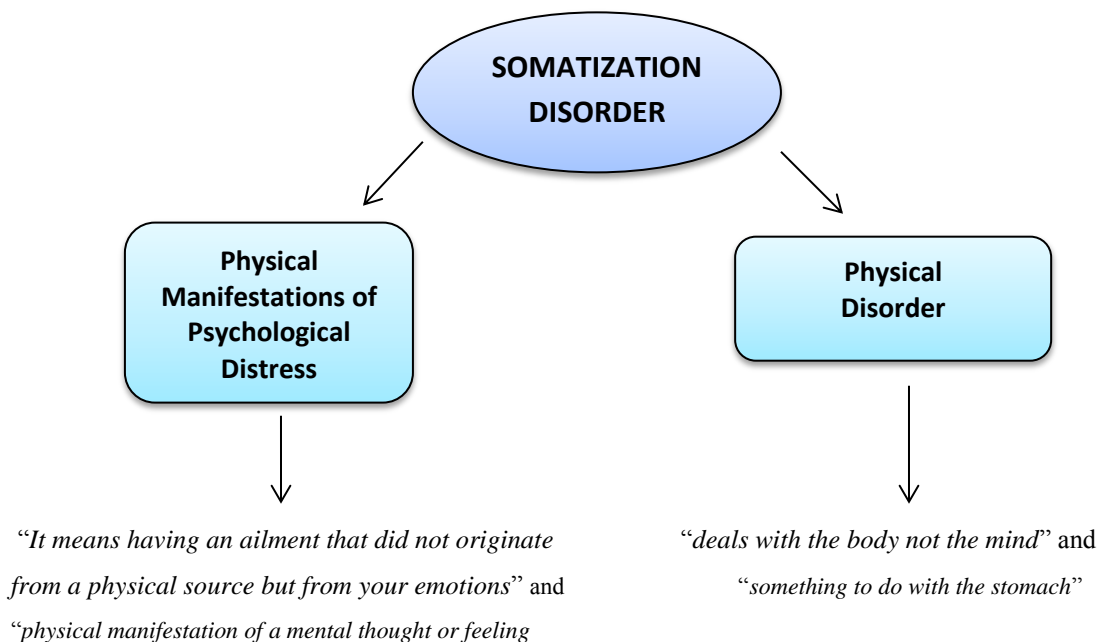 SOMATIZATION
DISORDER
Physical
Manifestations of
Psychological
Distress
Physical
Disorder
“It means having an ailment that did not originate
from a physical source but from your emotions” and
“physical manifestation of a mental thought or feeling
“deals with the body not the mind” and
“something to do with the stomach”